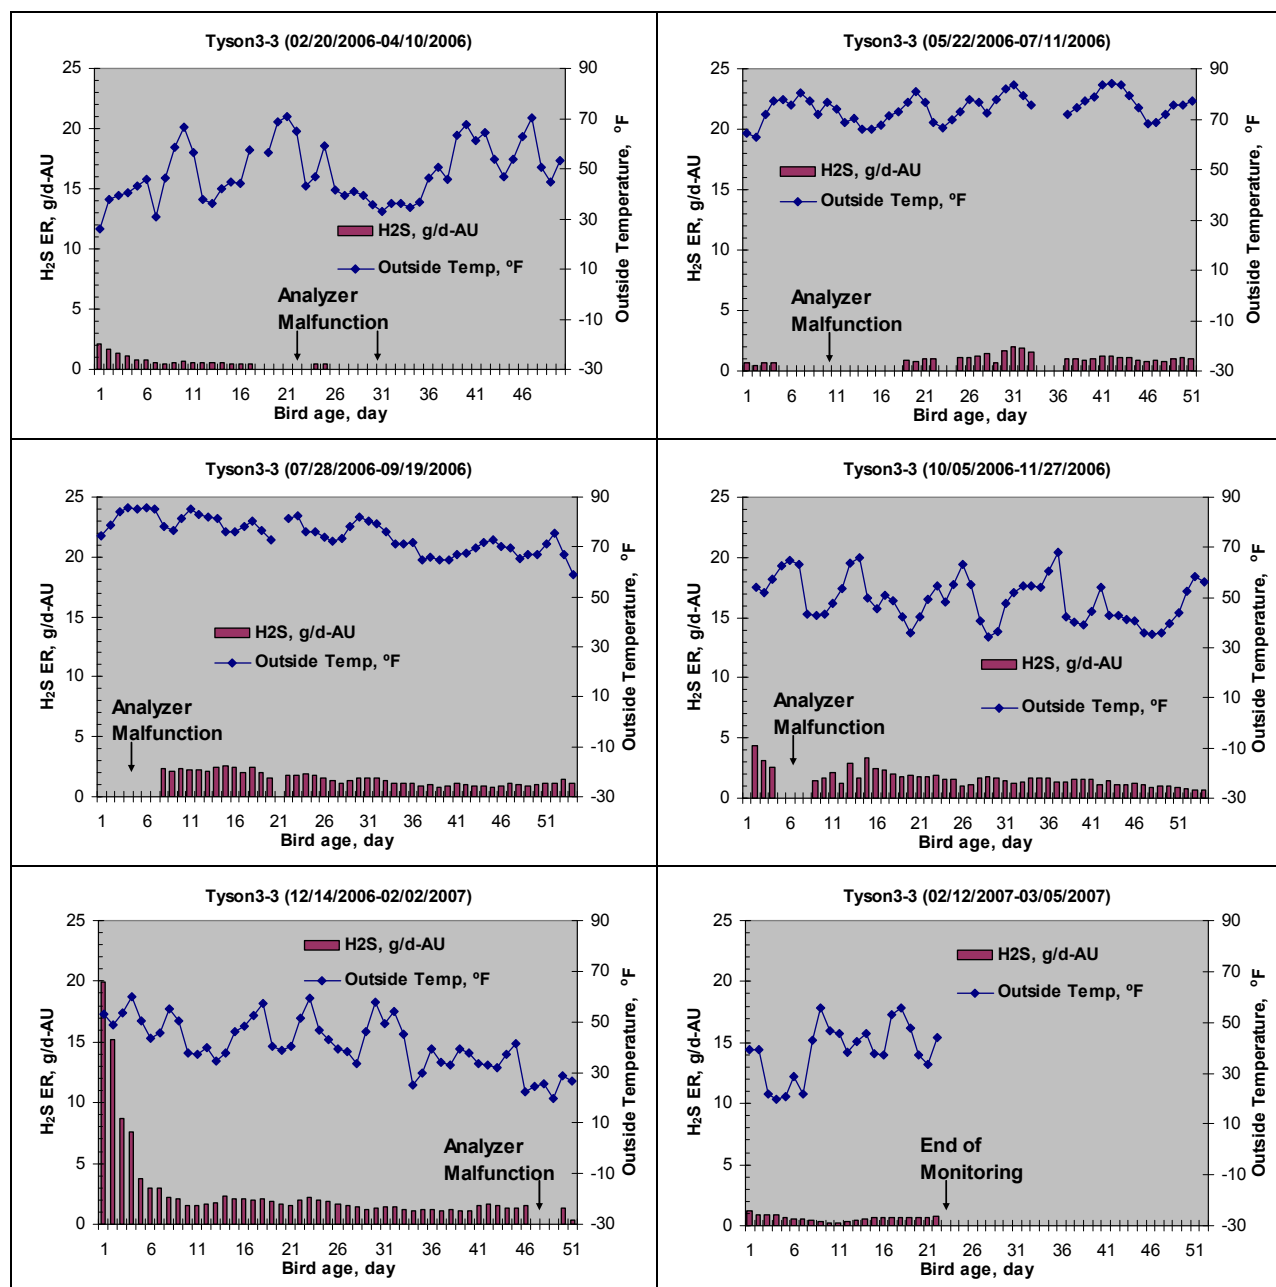 Tyson3-3 (02/20/2006-04/10/2006)
25
20
15
10
5
0
H₂S ER, g/d-AU
90
70
50
30
10
-10
-30
Outside Temperature, ºF
H2S, g/d-AU
Outside Temp, ºF
Analyzer
Malfunction
1 6 11 16 21 26 31 36 41 46
Bird age, day
Tyson3-3 (05/22/2006-07/11/2006)
25
20
15
10
5
0
H₂S ER, g/d-AU
90
70
50
30
10
-10
-30
Outside Temperature, ºF
H2S, g/d-AU
Outside Temp, ºF
Analyzer
Malfunction
1 6 11 16 21 26 31 36 41 46 51
Bird age, day
Tyson3-3 (07/28/2006-09/19/2006)
25
20
15
10
5
0
H₂S ER, g/d-AU
90
70
50
30
10
-10
-30
Outside Temperature, ºF
H2S, g/d-AU
Outside Temp, ºF
Analyzer
Malfunction
1 6 11 16 21 26 31 36 41 46 51
Bird age, day
Tyson3-3 (10/05/2006-11/27/2006)
25
20
15
10
5
0
H₂S ER, g/d-AU
90
70
50
30
10
-10
-30
Outside Temperature, ºF
H2S, g/d-AU
Outside Temp, ºF
Analyzer
Malfunction
1 6 11 16 21 26 31 36 41 46 51
Bird age, day
Tyson3-3 (12/14/2006-02/02/2007)
25
20
15
10
5
0
H₂S ER, g/d-AU
90
70
50
30
10
-10
-30
Outside Temperature, ºF
H2S, g/d-AU
Outside Temp, ºF
Analyzer
Malfunction
1 6 11 16 21 26 31 36 41 46 51
Bird age, day
Tyson3-3 (02/12/2007-03/05/2007)
25
20
15
10
5
0
H₂S ER, g/d-AU
90
70
50
30
10
-10
-30
Outside Temperature, ºF
H2S, g/d-AU
Outside Temp, ºF
End of
Monitoring
1 6 11 16 21 26 31 36 41 46 51
Bird age, day